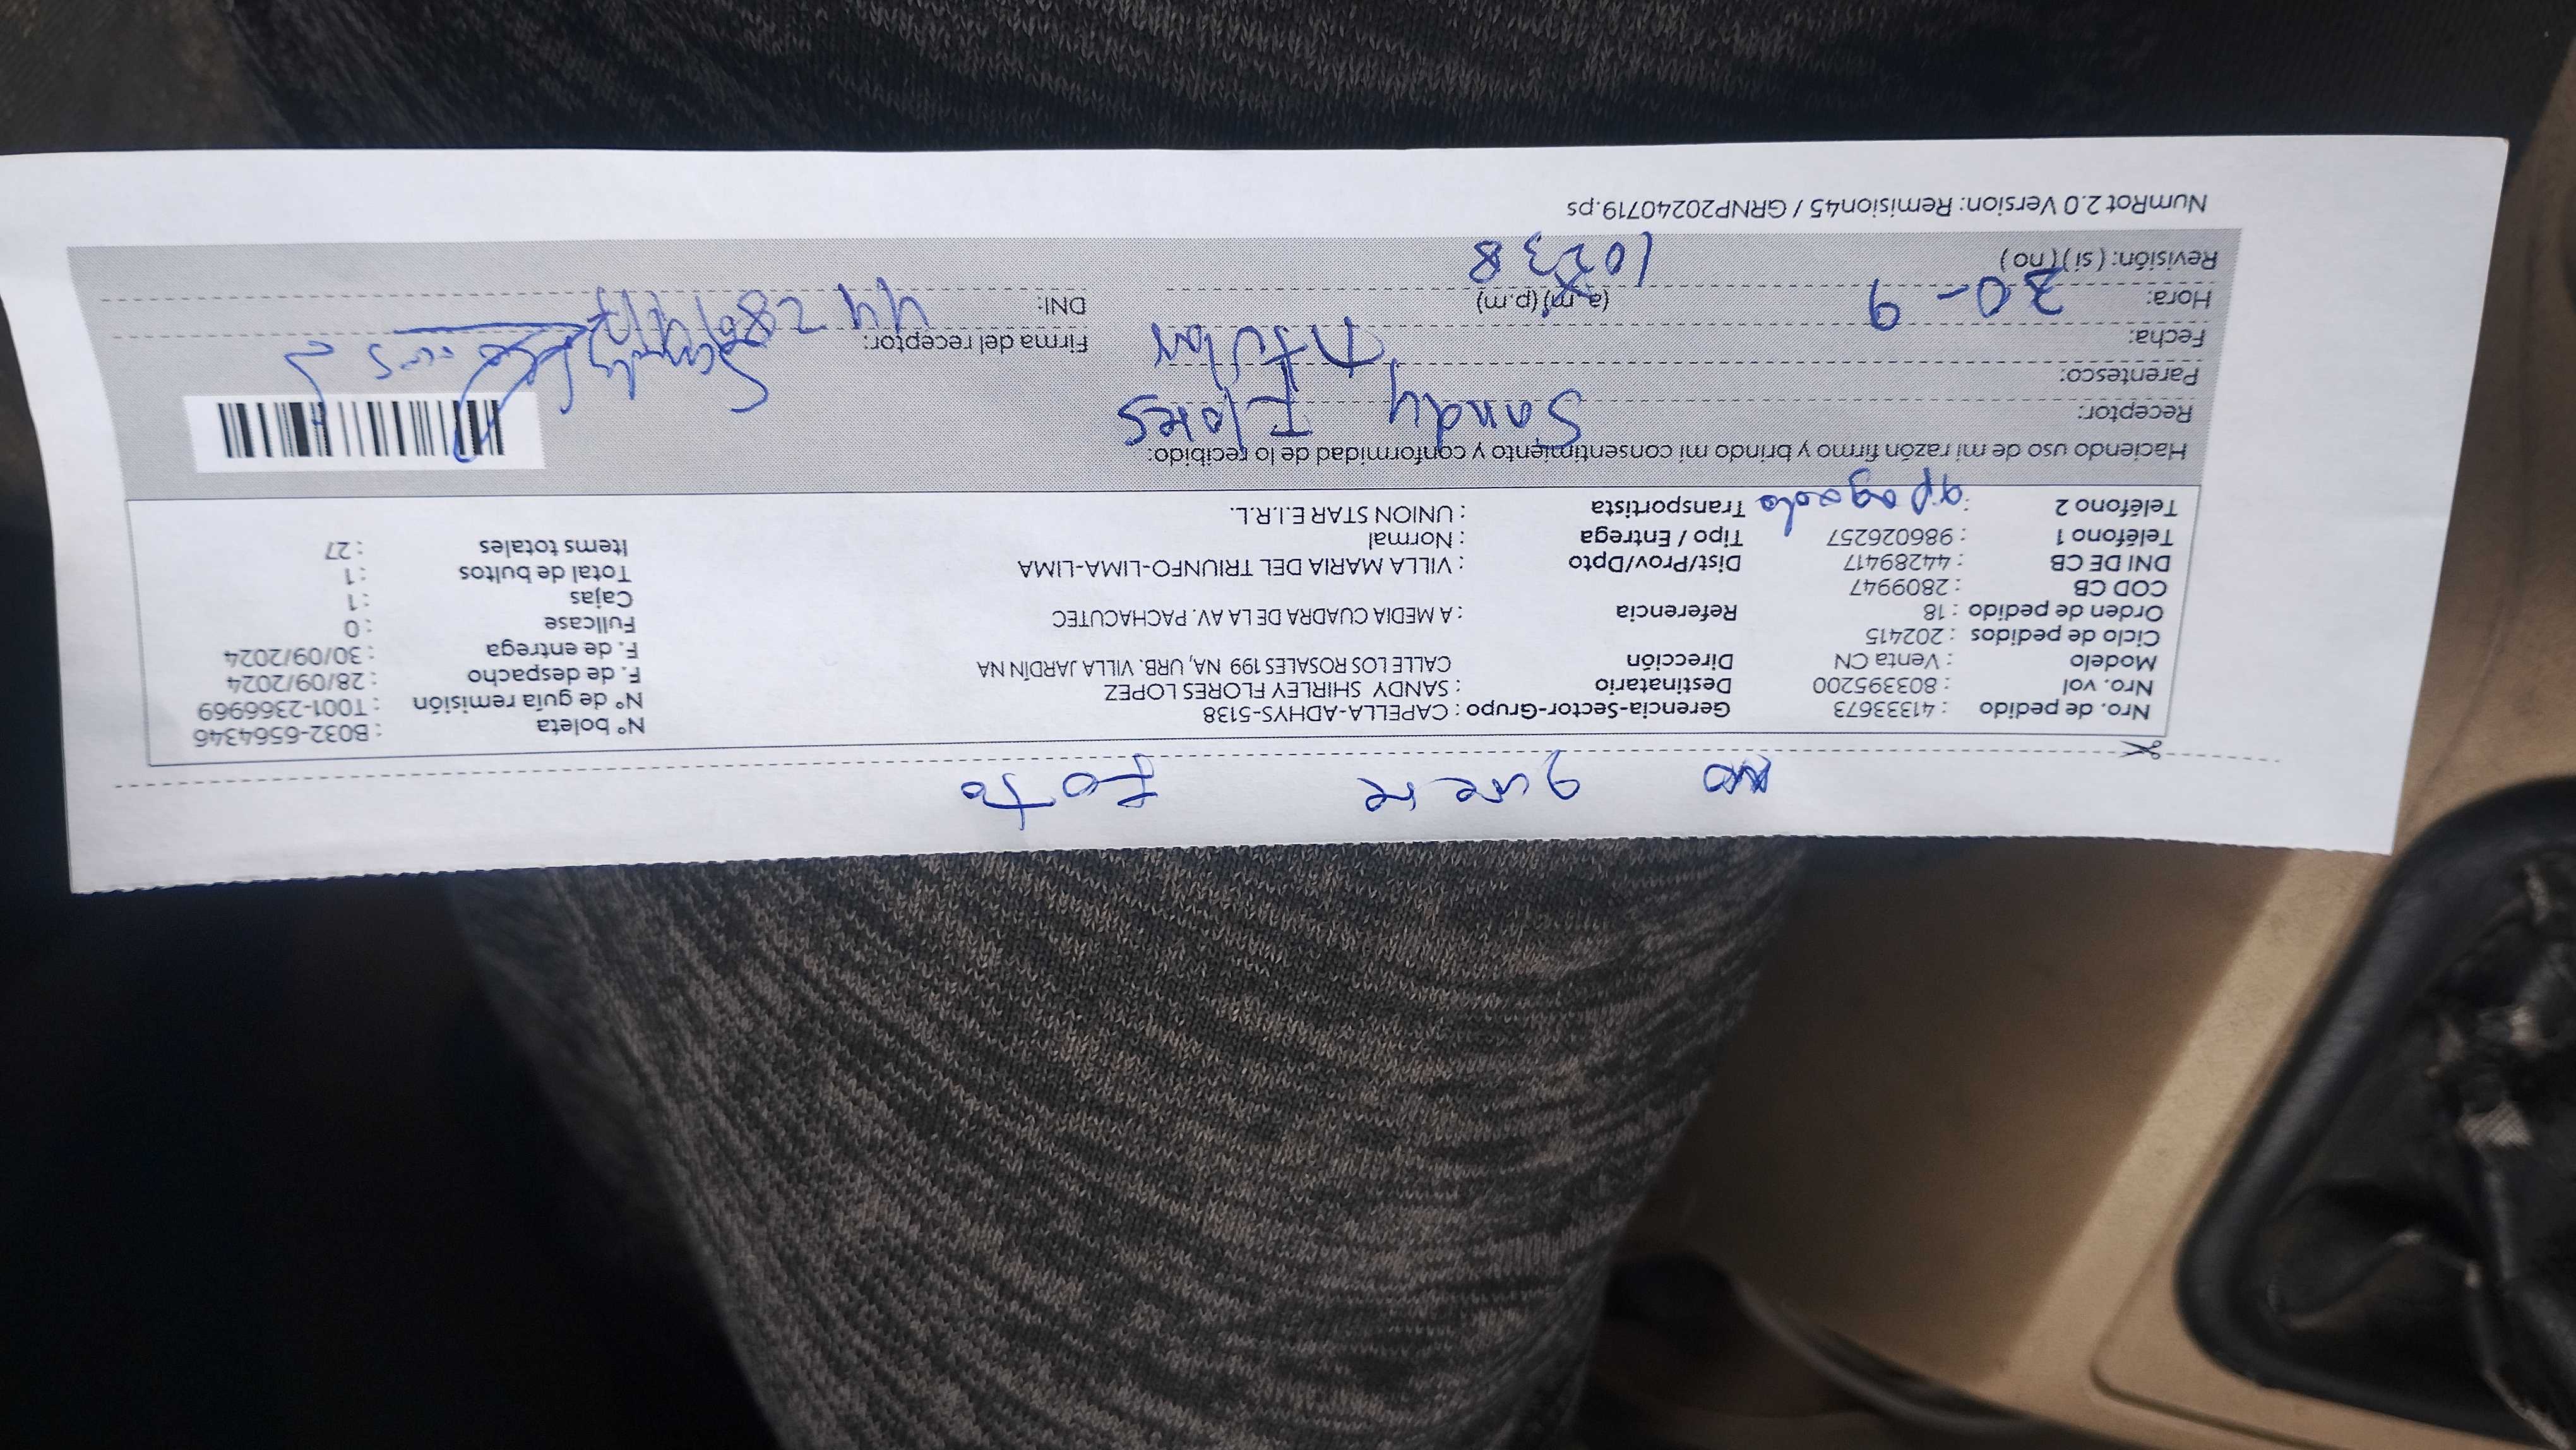 No quere foto
Nro. de pedido : 41333673 Gerencia-Sector-Grupo : CAPELLA-ADHYS-5138 N° boleta : B032-6564346
Nro. vol : 803395200 Destinatario : SANDY SHIRLEY FLORES LOPEZ N° de guía remisión : T001-2366969
Modelo : Venta CN Dirección CALLE LOS ROSALES 199 NA, URB. VILLA JARDÍN NA F. de despacho : 28/09/2024
Ciclo de pedidos : 202415 F. de entrega : 30/09/2024
Orden de pedido : 18 Referencia : A MEDIA CUADRA DE LA AV. PACHACUTEC Fullcase : 0
COD CB : 2809947 Cajas : 1
DNI DE CB : 44289417 Dist/Prov/Dpto : VILLA MARIA DEL TRIUNFO-LIMA-LIMA Total de bultos : 1
Teléfono 1 : 986026257 Tipo / Entrega : Normal Items totales : 27
Teléfono 2 : apagado Transportista : UNION STAR E.I.R.L.
Haciendo uso de mi razón firmo y brindo mi consentimiento y conformidad de lo recibido:
Receptor: Sandy Flores
Parentesco: Titular
Fecha: 30-9 Firma del receptor: Sandy Flores
Hora: (a.m) (p.m) DNI: 44289417
Revisión: (si) (no) 10238
NumRot 2.0 Version: Remision45 / GRNP20240719.ps